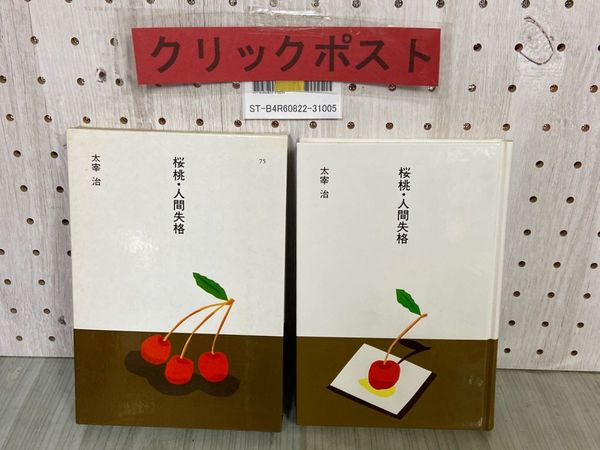 クリックポスト
ST-B4R60822-31005
75
桜桃・人間失格
太宰 治
桜桃・人間失格
太宰 治